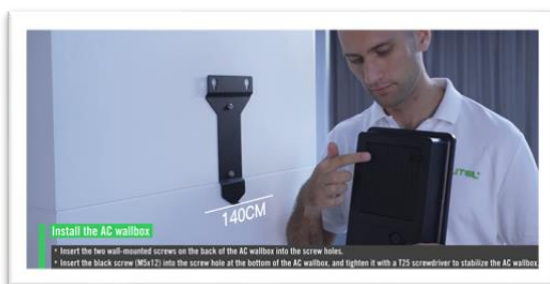 140CM
UTEL
Install the AC wallbox
• Insert the two wall-mounted screws on the back of the AC wallbox into the screw holes.
• Insert the black screw (M5x12) into the screw hole at the bottom of the AC wallbox, and tighten it with a T25 screwdriver to stabilize the AC wallbox.